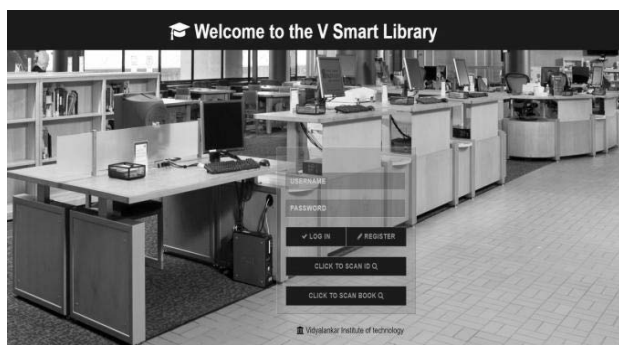 Welcome to the V Smart Library
USERNAME
PASSWORD
LOG IN
REGISTER
CLICK TO SCAN ID
CLICK TO SCAN BOOK
Vidyalankar Institute of technology